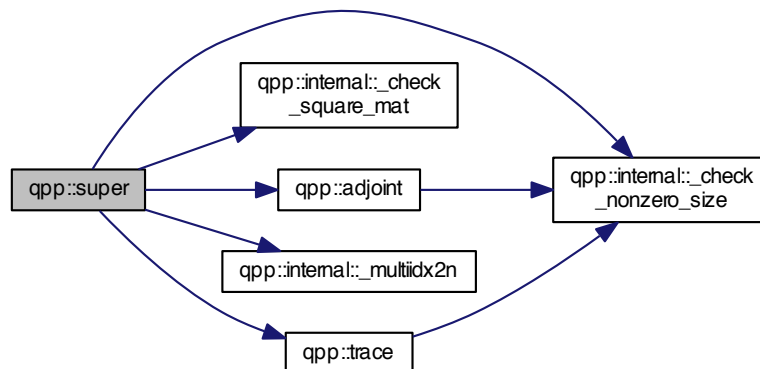 qpp::internal::_check
_square_mat
qpp::super
qpp::adjoint
qpp::internal::_check
_nonzero_size
qpp::internal::_multiidx2n
qpp::trace